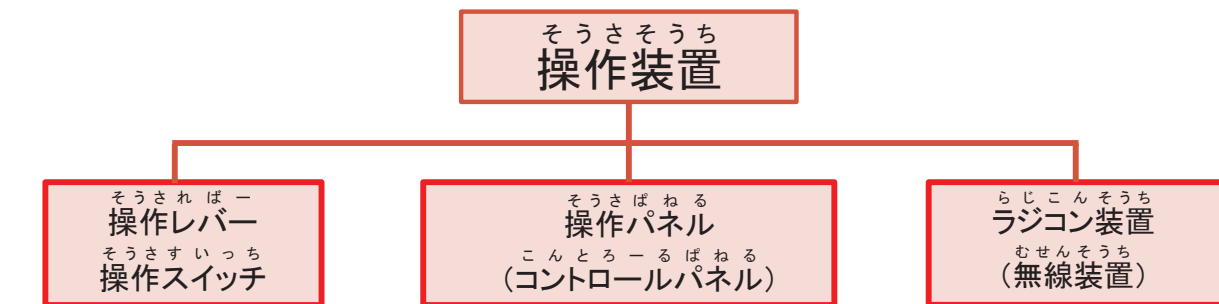 そうさそうち
操作装置
そうさればー
操作レバー
そうさすいっち
操作スイッチ
そうさぱねる
操作パネル
こんとろーるぱねる
（コントロールパネル）
らじこんそうち
ラジコン装置
むせんそうち
（無線装置）